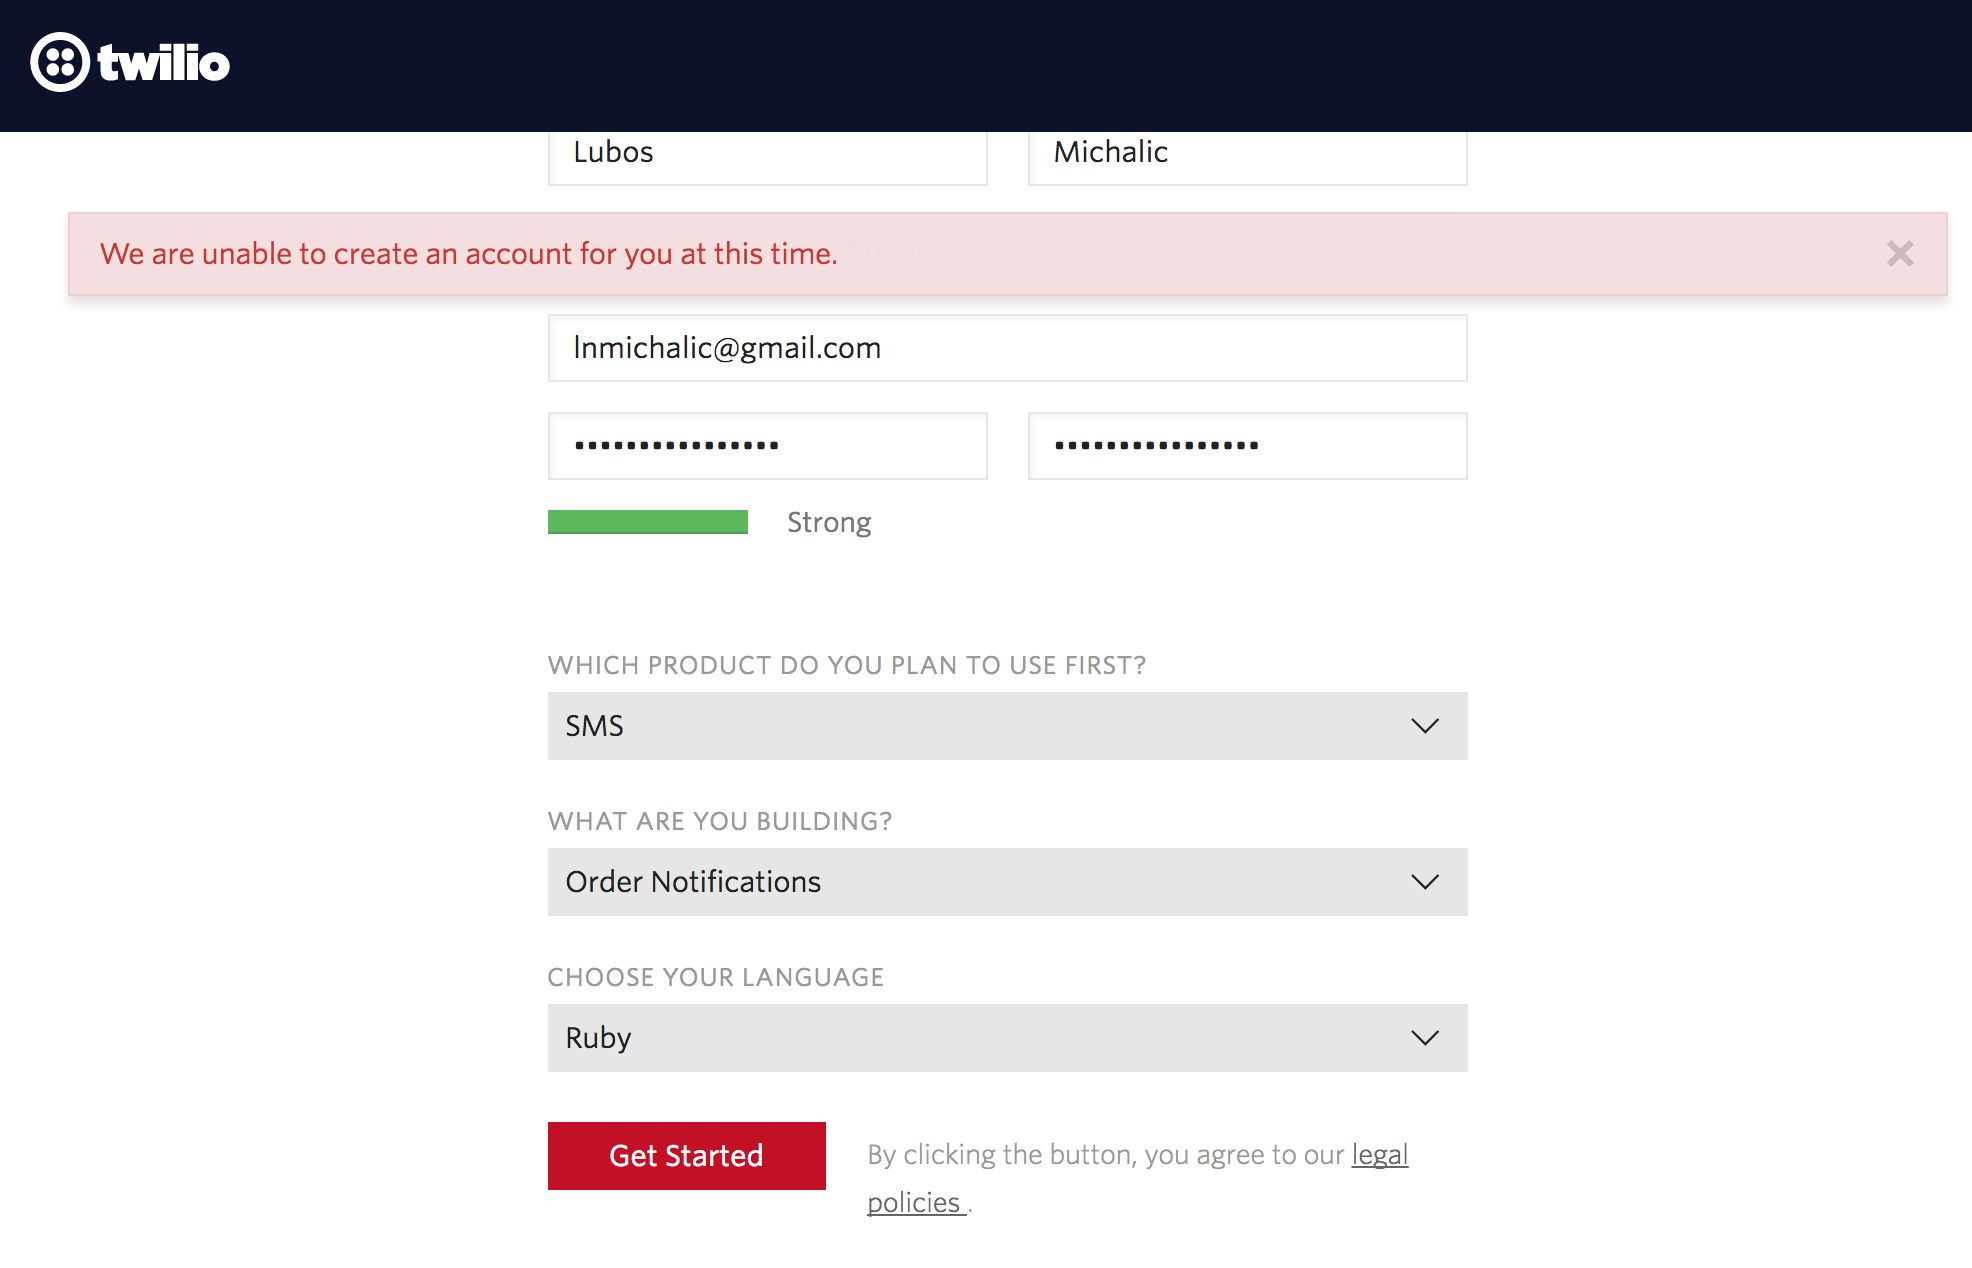 twilio
Lubos
Michalic
We are unable to create an account for you at this time.
lnmichalic@gmail.com
Strong
WHICH PRODUCT DO YOU PLAN TO USE FIRST?
SMS
WHAT ARE YOU BUILDING?
Order Notifications
CHOOSE YOUR LANGUAGE
Ruby
Get Started
By clicking the button, you agree to our legal
policies .